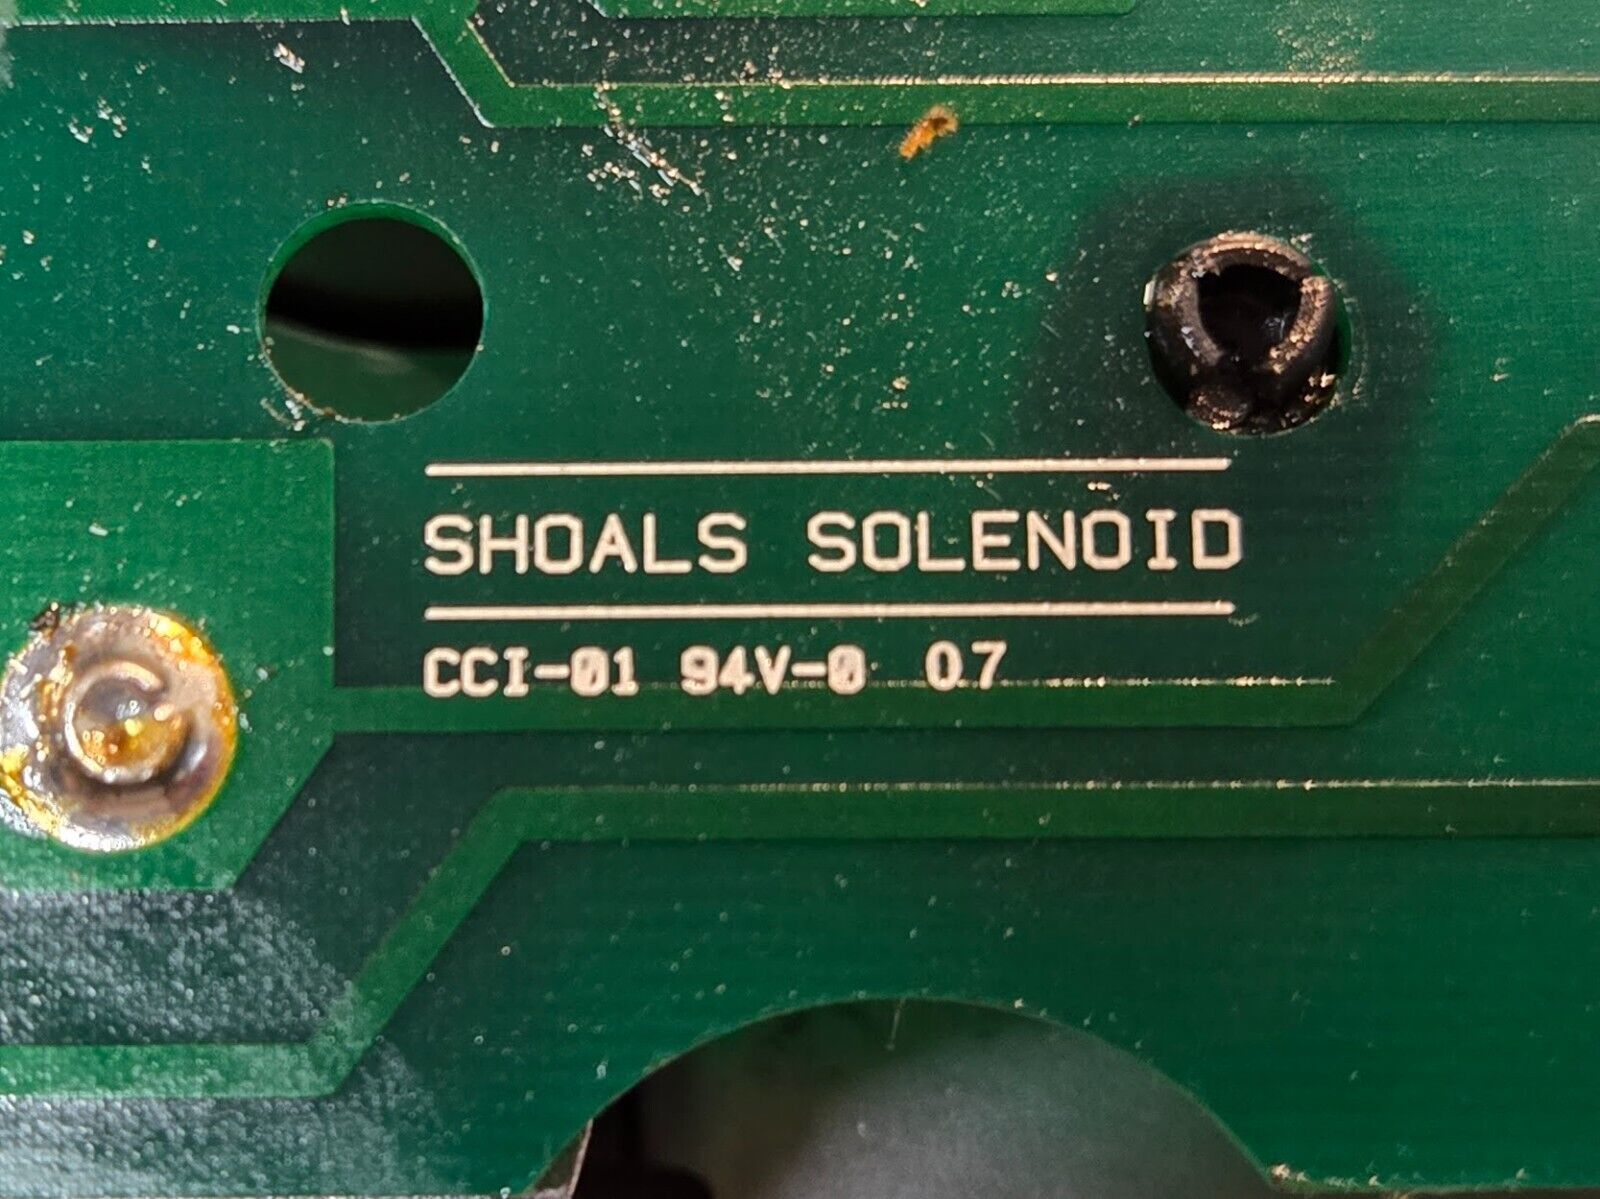 SHOALS SOLENOID
CCI-01 94V-0 07